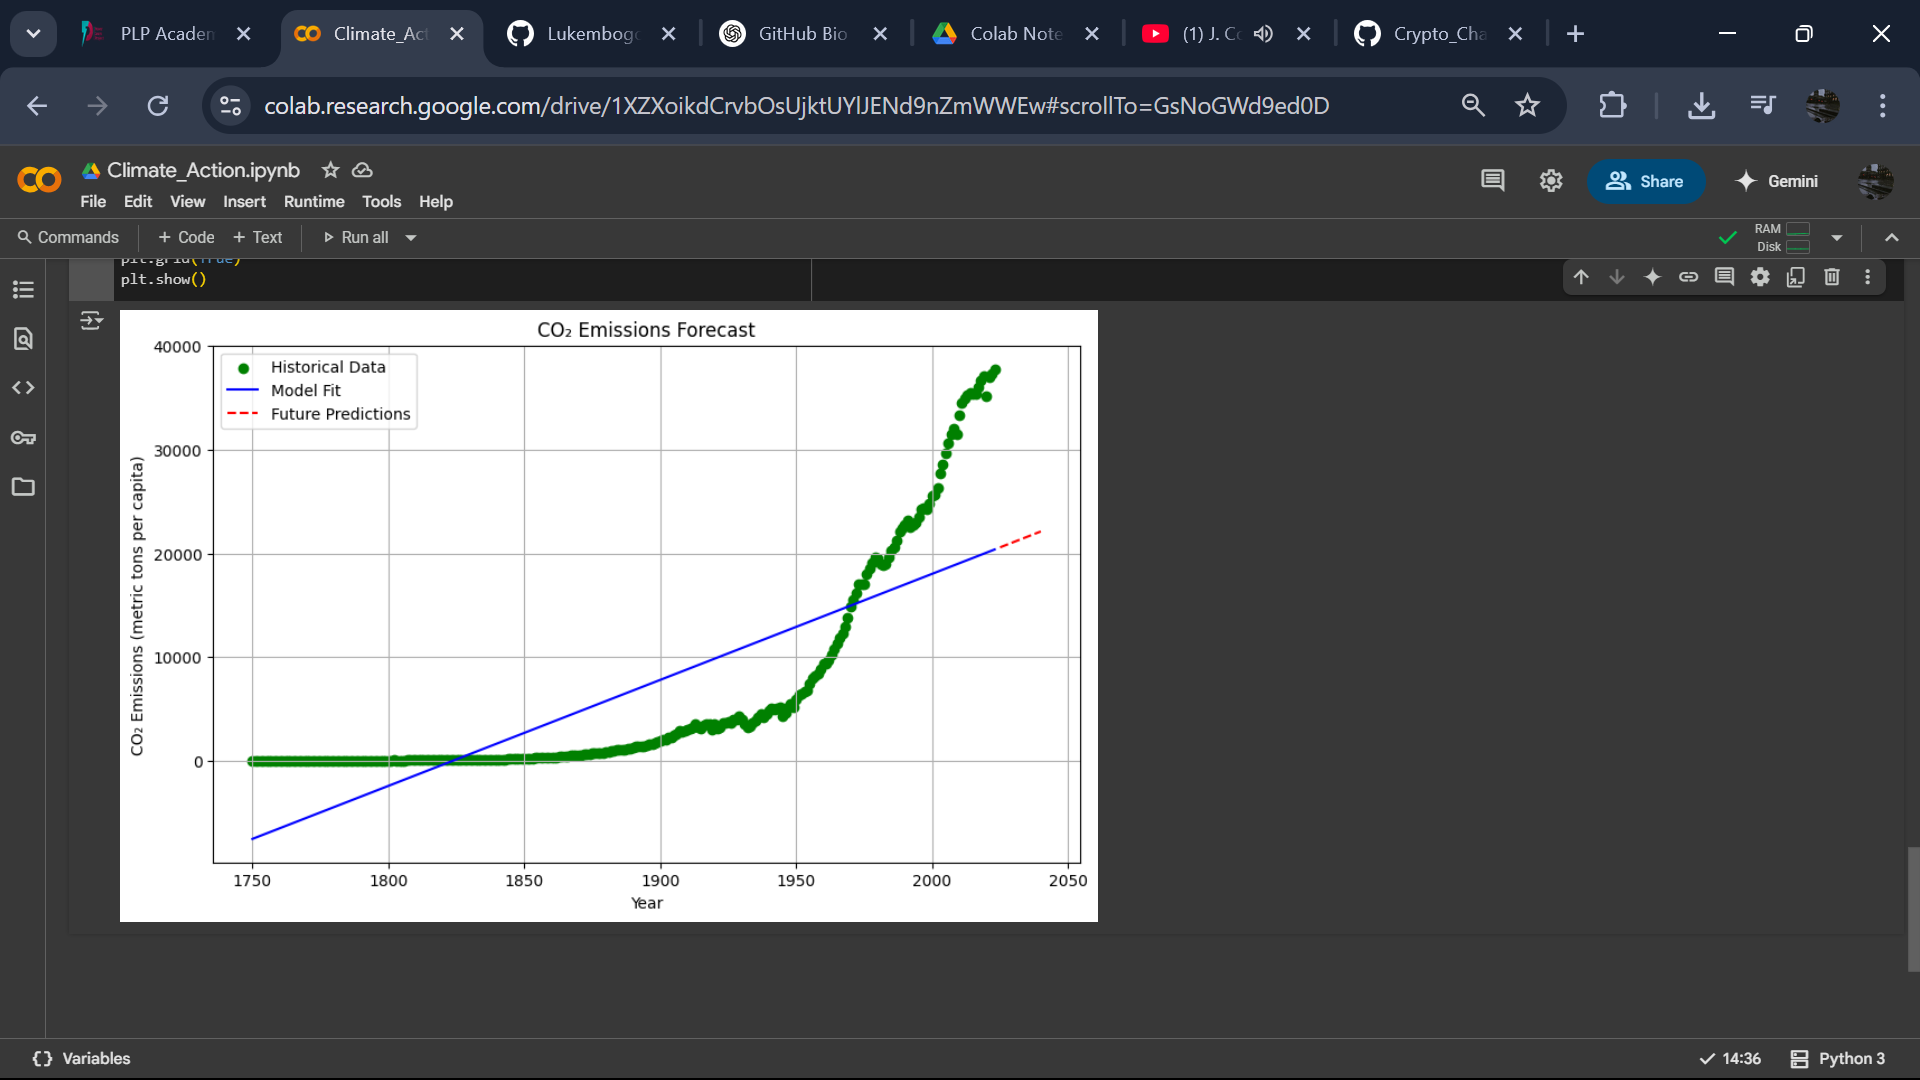 PLP Academ
Climate_Act
Lukembogo
GitHub Bio
Colab Note
(1) J. Co
Crypto_Cha
colab.research.google.com/drive/1XZXoikdCrvbOsUjktUYlJENd9nZmWWEw#scrollTo=GsNoGWd9ed0D
Climate_Action.ipynb
File Edit View Insert Runtime Tools Help
Share
Gemini
Commands + Code + Text Run all
RAM
Disk
plt.grid(True)
plt.show()
CO₂ Emissions Forecast
Historical Data
Model Fit
Future Predictions
40000
30000
20000
10000
0
CO₂ Emissions (metric tons per capita)
1750 1800 1850 1900 1950 2000 2050
Year
Variables
14:36
Python 3